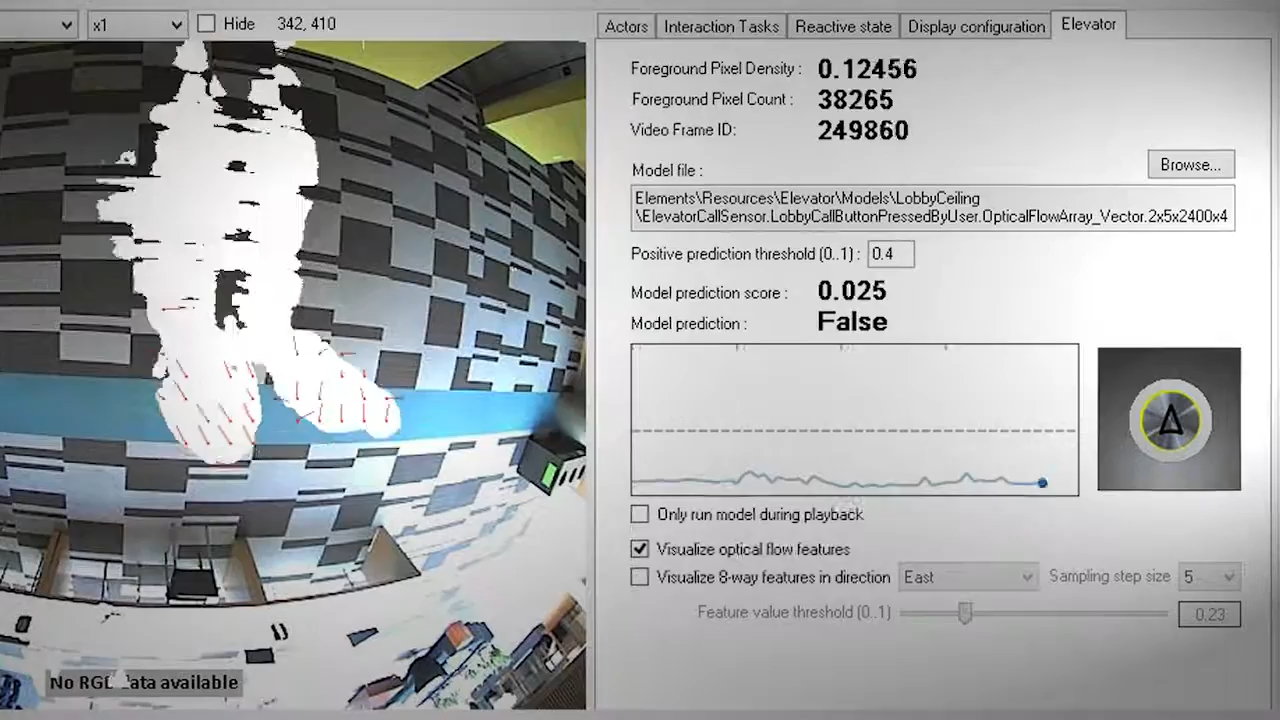 x1 Hide 342, 410
Actors Interaction Tasks Reactive state Display configuration Elevator
Foreground Pixel Density : 0.12456
Foreground Pixel Count : 38265
Video Frame ID: 249860
Model file :
Browse...
Elements\Resources\Elevator\Models\LobbyCeiling
\ElevatorCallSensor.LobbyCallButtonPressedByUser.OpticalFlowArray_Vector.2x5x2400x4
Positive prediction threshold (0..1) : 0.4
Model prediction score : 0.025
Model prediction : False
Only run model during playback
Visualize optical flow features
Visualize 8-way features in direction East Sampling step size 5
Feature value threshold (0..1) 0.23
No RGB data available